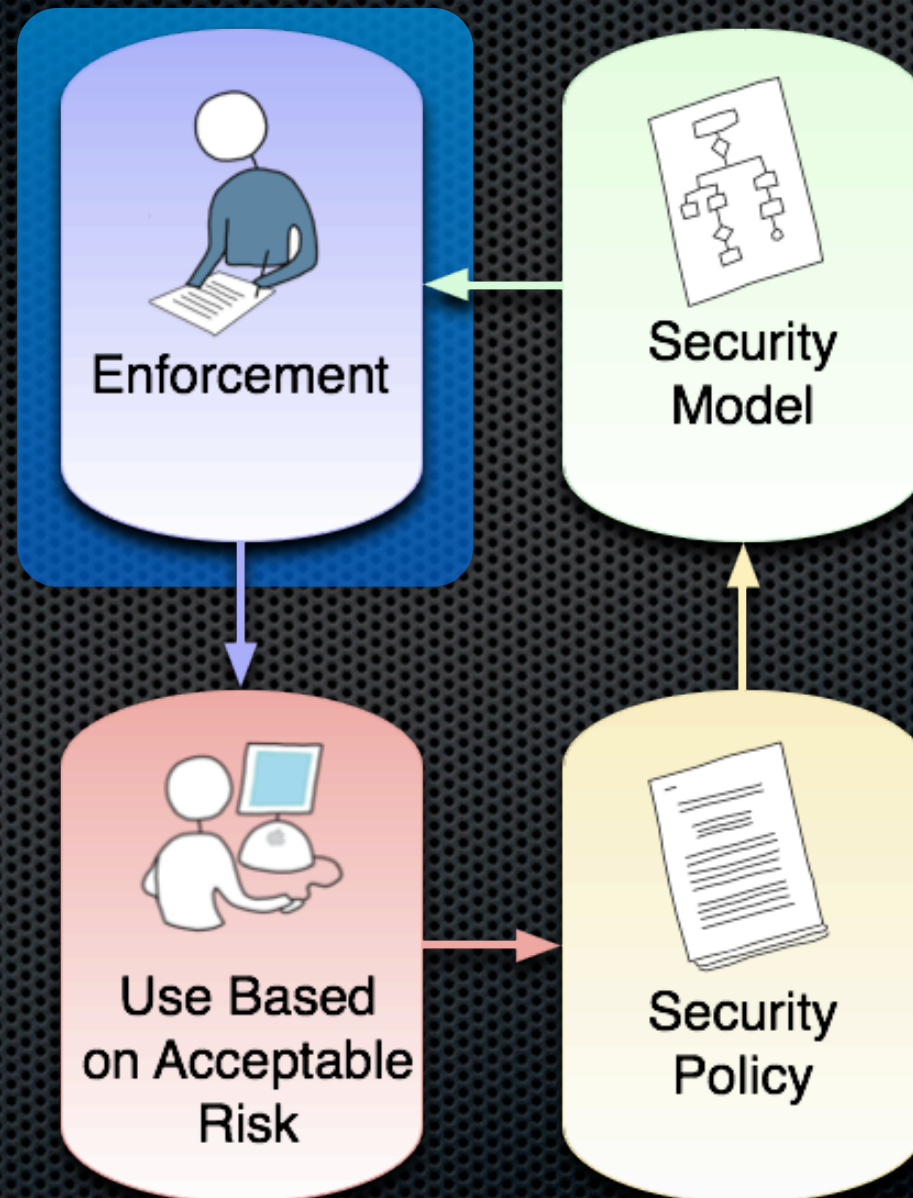 Enforcement
Security
Model
Use Based
on Acceptable
Risk
Security
Policy